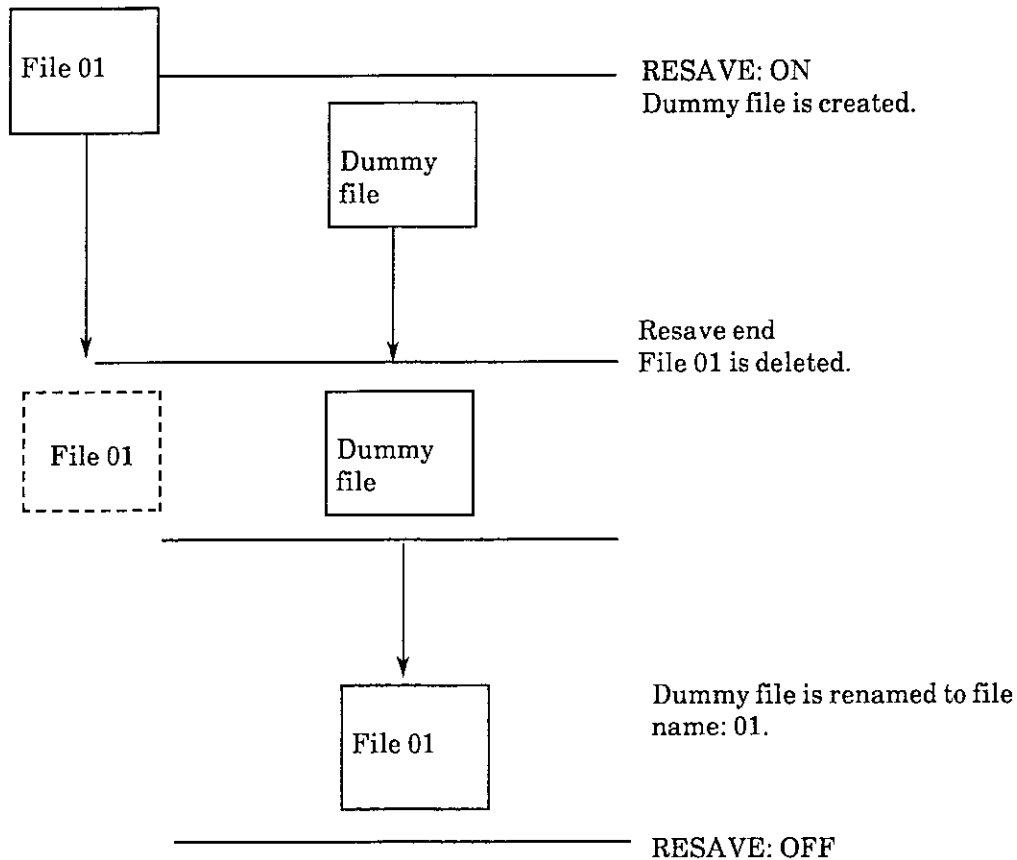 File 01
RESAVE: ON
Dummy file is created.
Dummy
file
Resave end
File 01 is deleted.
File 01
Dummy
file
File 01
Dummy file is renamed to file
name: 01.
RESAVE: OFF